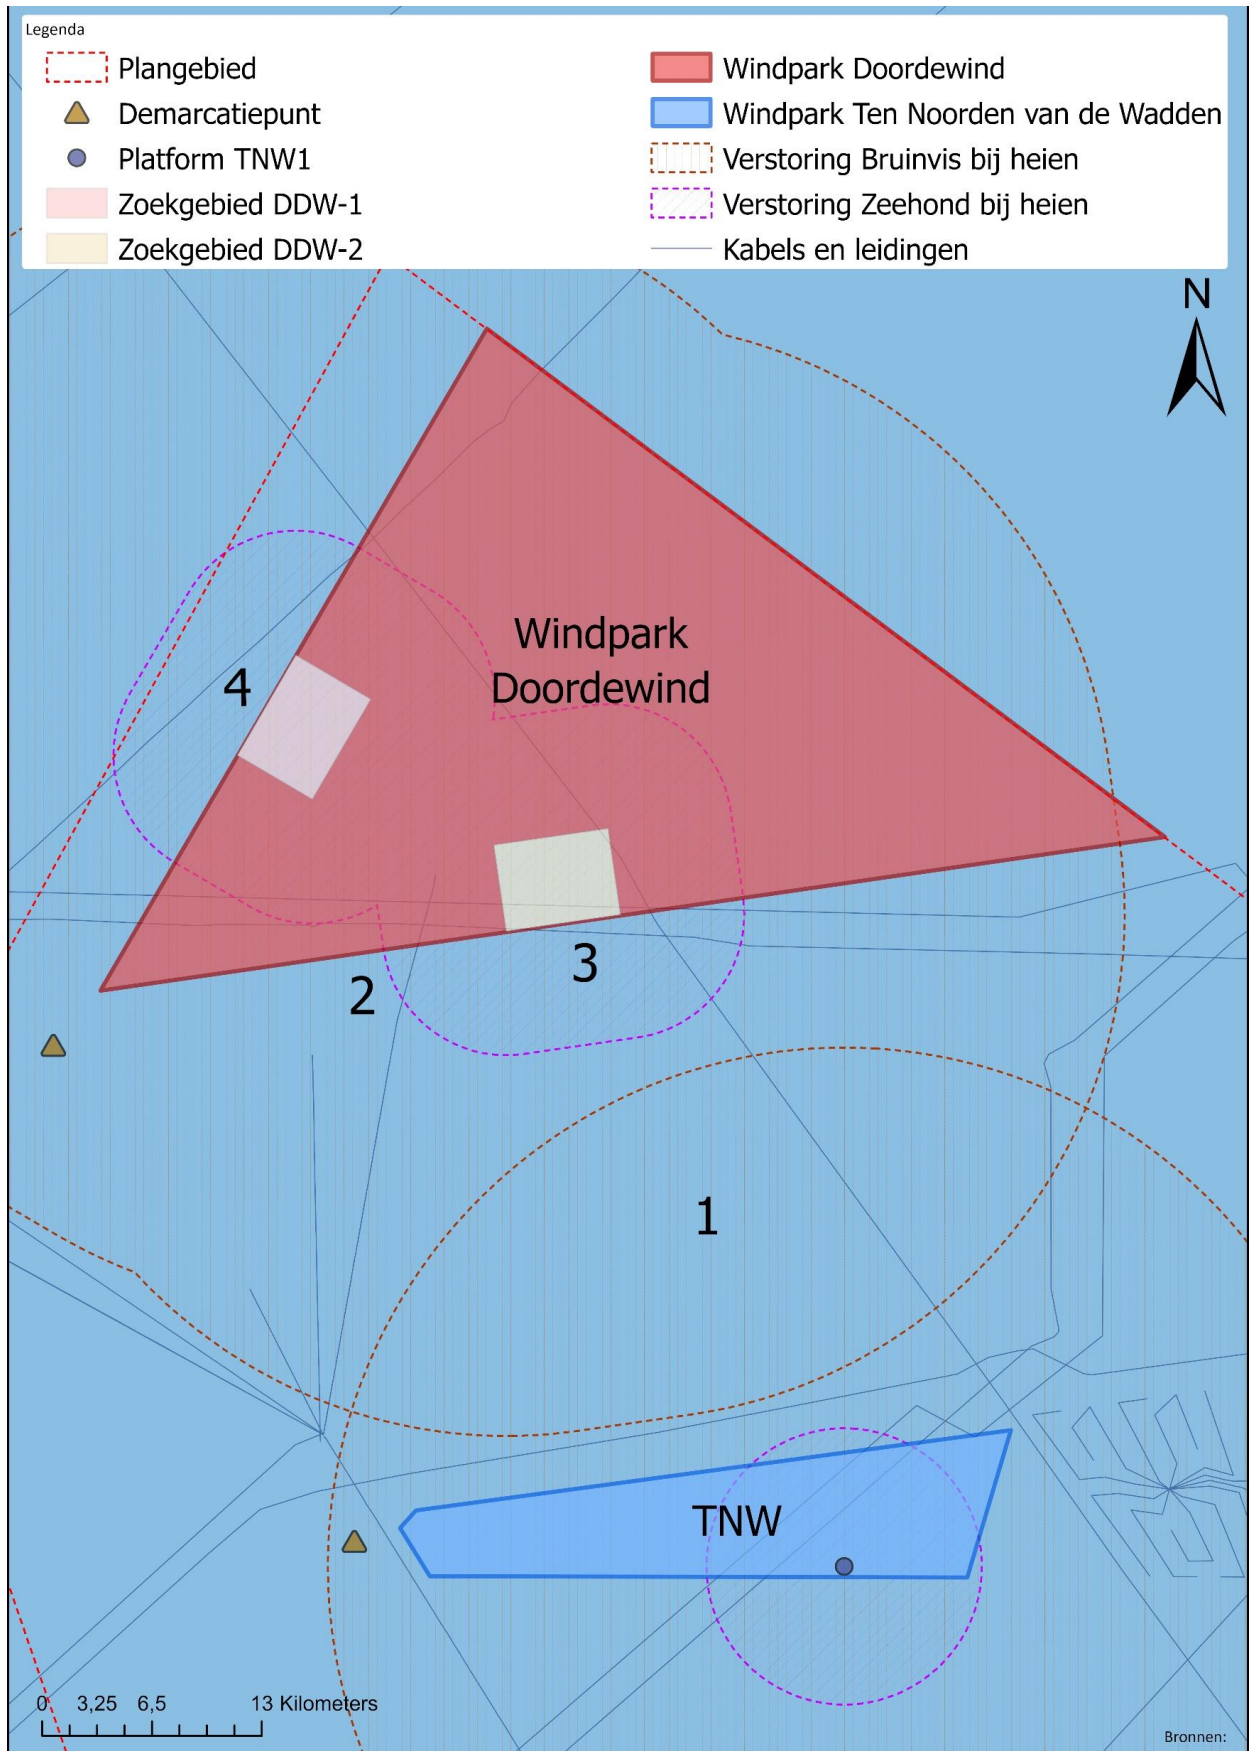 Legenda
Plangebied
Demarcatiepunt
Platform TNW1
Zoekgebied DDW-1
Zoekgebied DDW-2
Windpark Doordewind
Windpark Ten Noorden van de Wadden
Verstoring Bruinvis bij heien
Verstoring Zeehond bij heien
Kabels en leidingen
N
Windpark
Doordewind
4
3
2
1
TNW
0 3,25 6,5 13 Kilometers
Bronnen: